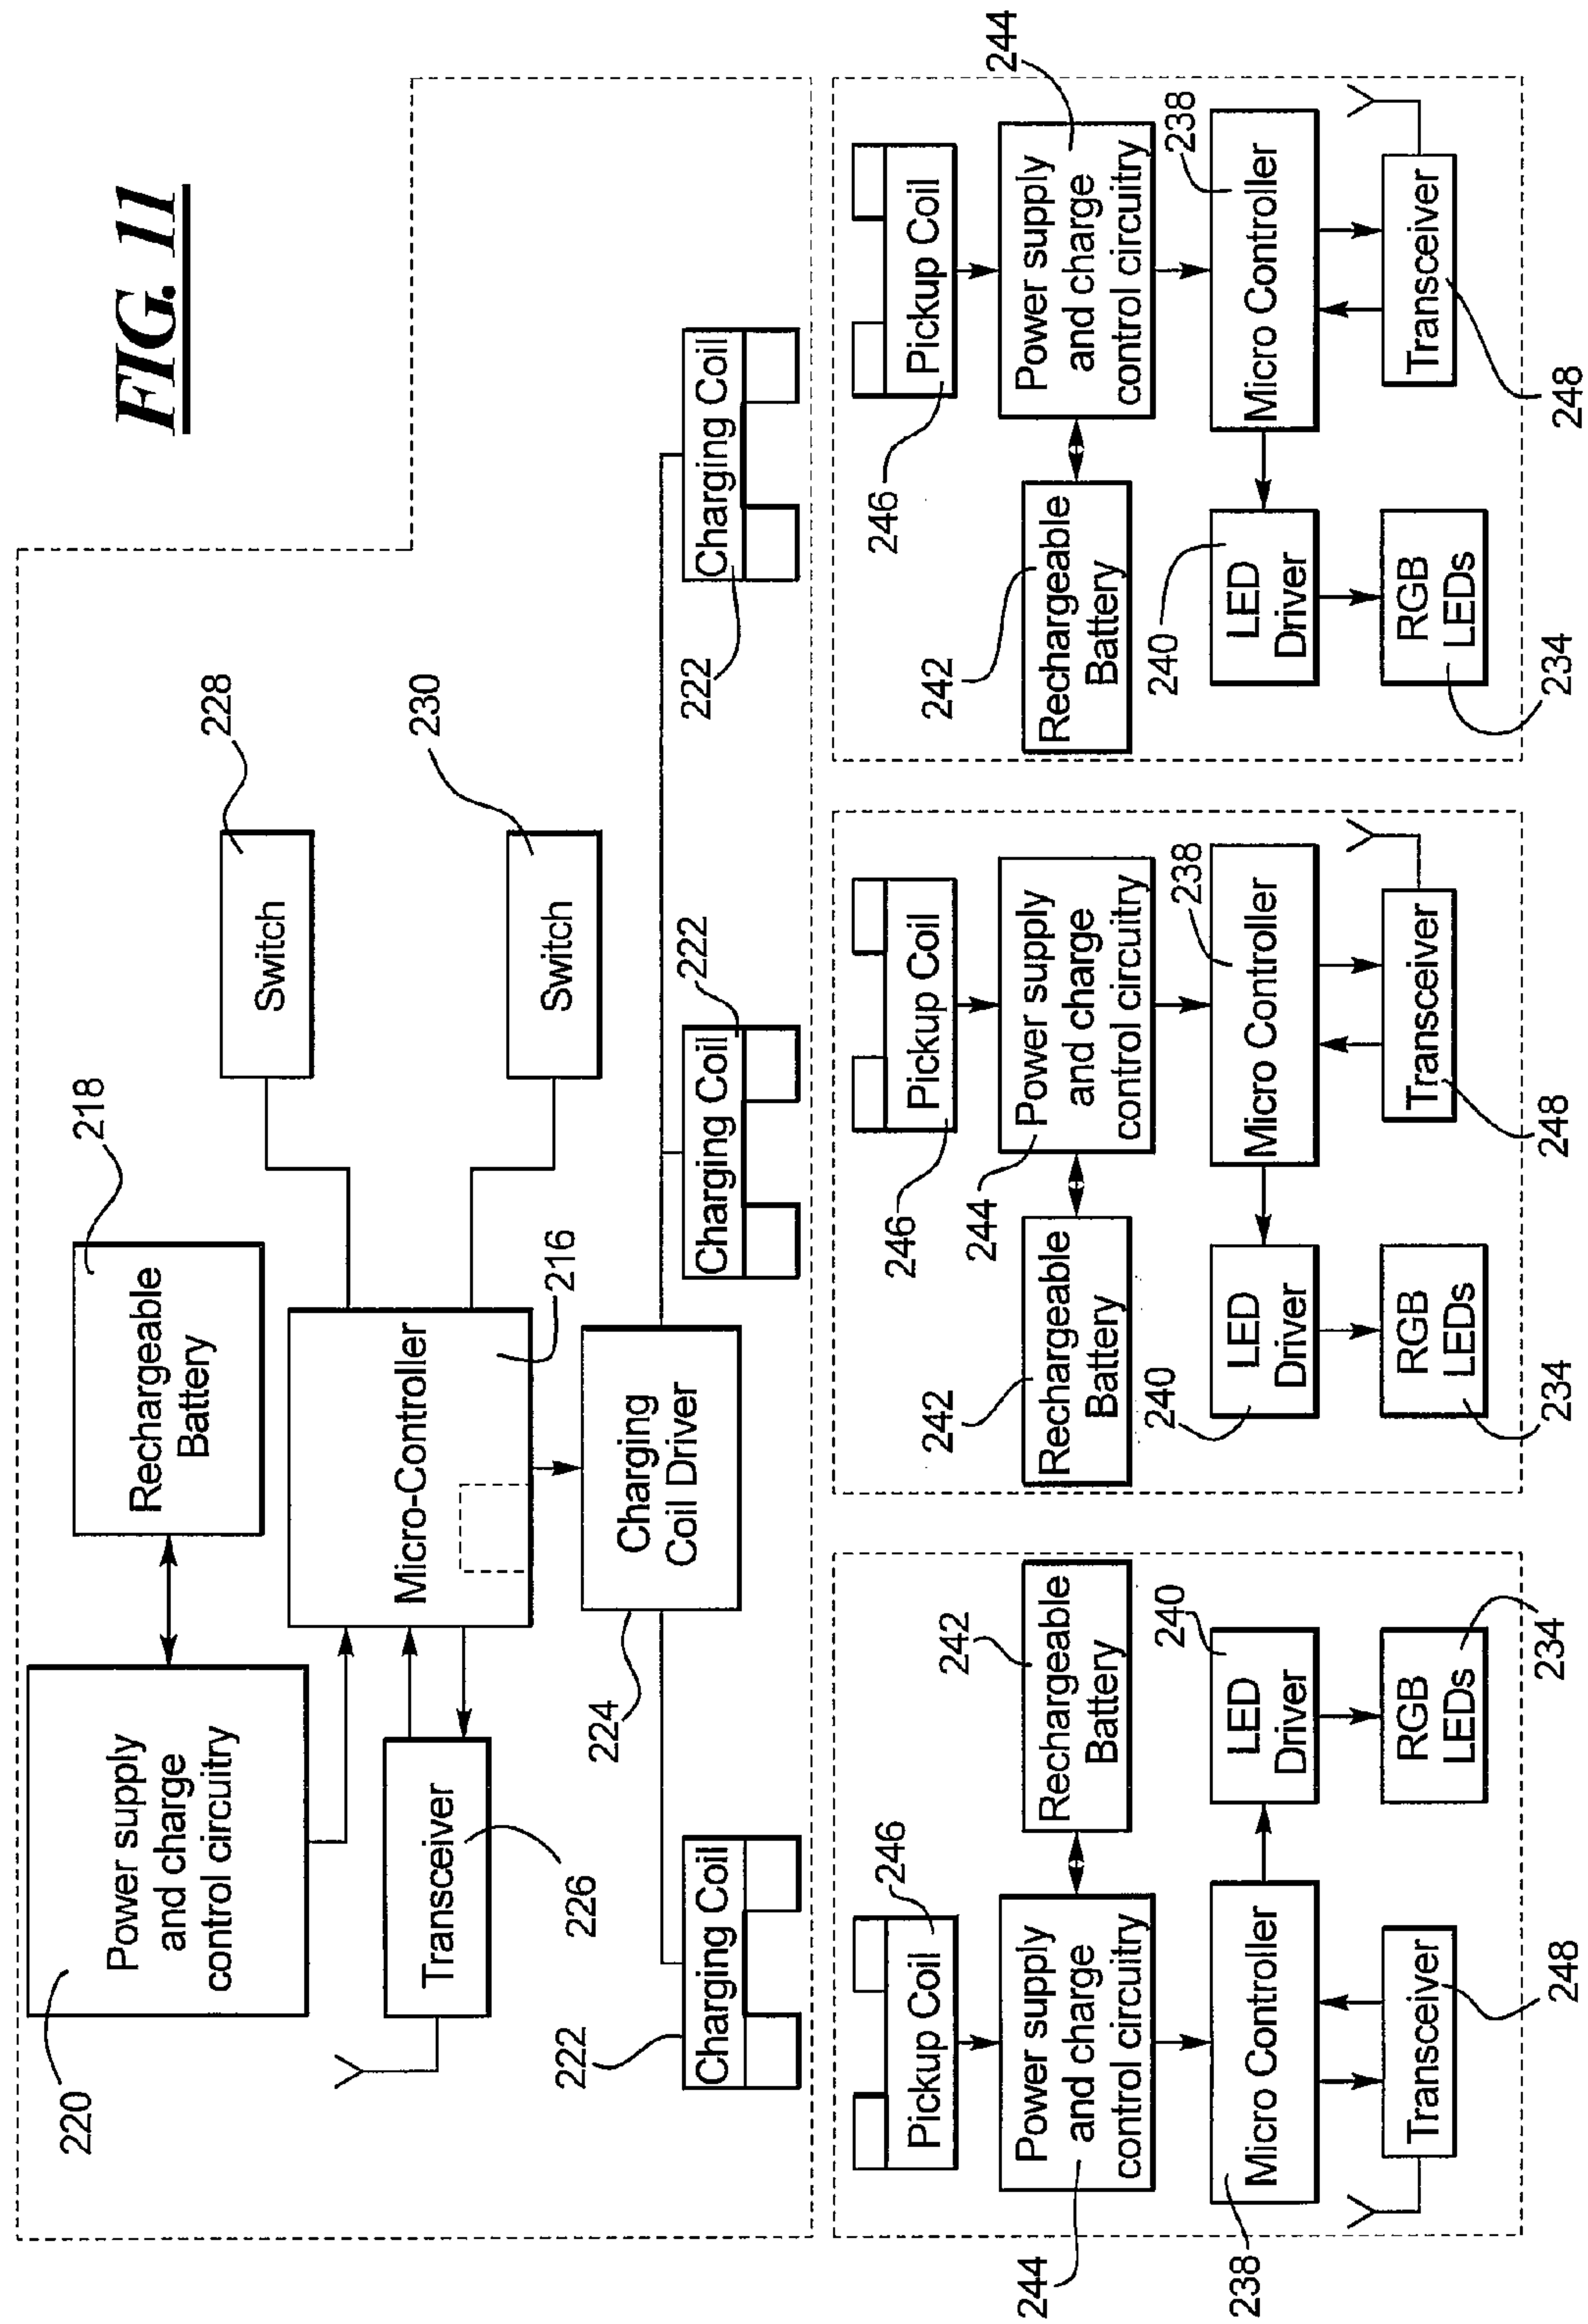 FIG. 11
220
Power supply
and charge
control circuitry
218
Rechargeable
Battery
228
Switch
Micro-Controller
216
230
Switch
Transceiver
226
224
Charging
Coil Driver
222
Charging Coil
222
Charging Coil
222
Charging Coil
246
Pickup Coil
242
Rechargeable
Battery
244
Power supply
and charge
control circuitry
240
LED
Driver
238
Micro Controller
RGB
LEDs
234
Transceiver
248
246
Pickup Coil
242
Rechargeable
Battery
244
Power supply
and charge
control circuitry
238
240
LED
Driver
Micro Controller
RGB
LEDs
234
Transceiver
248
244
246
Pickup Coil
242
Rechargeable
Battery
Power supply
and charge
control circuitry
238
240
LED
Driver
Micro Controller
RGB
LEDs
234
Transceiver
248